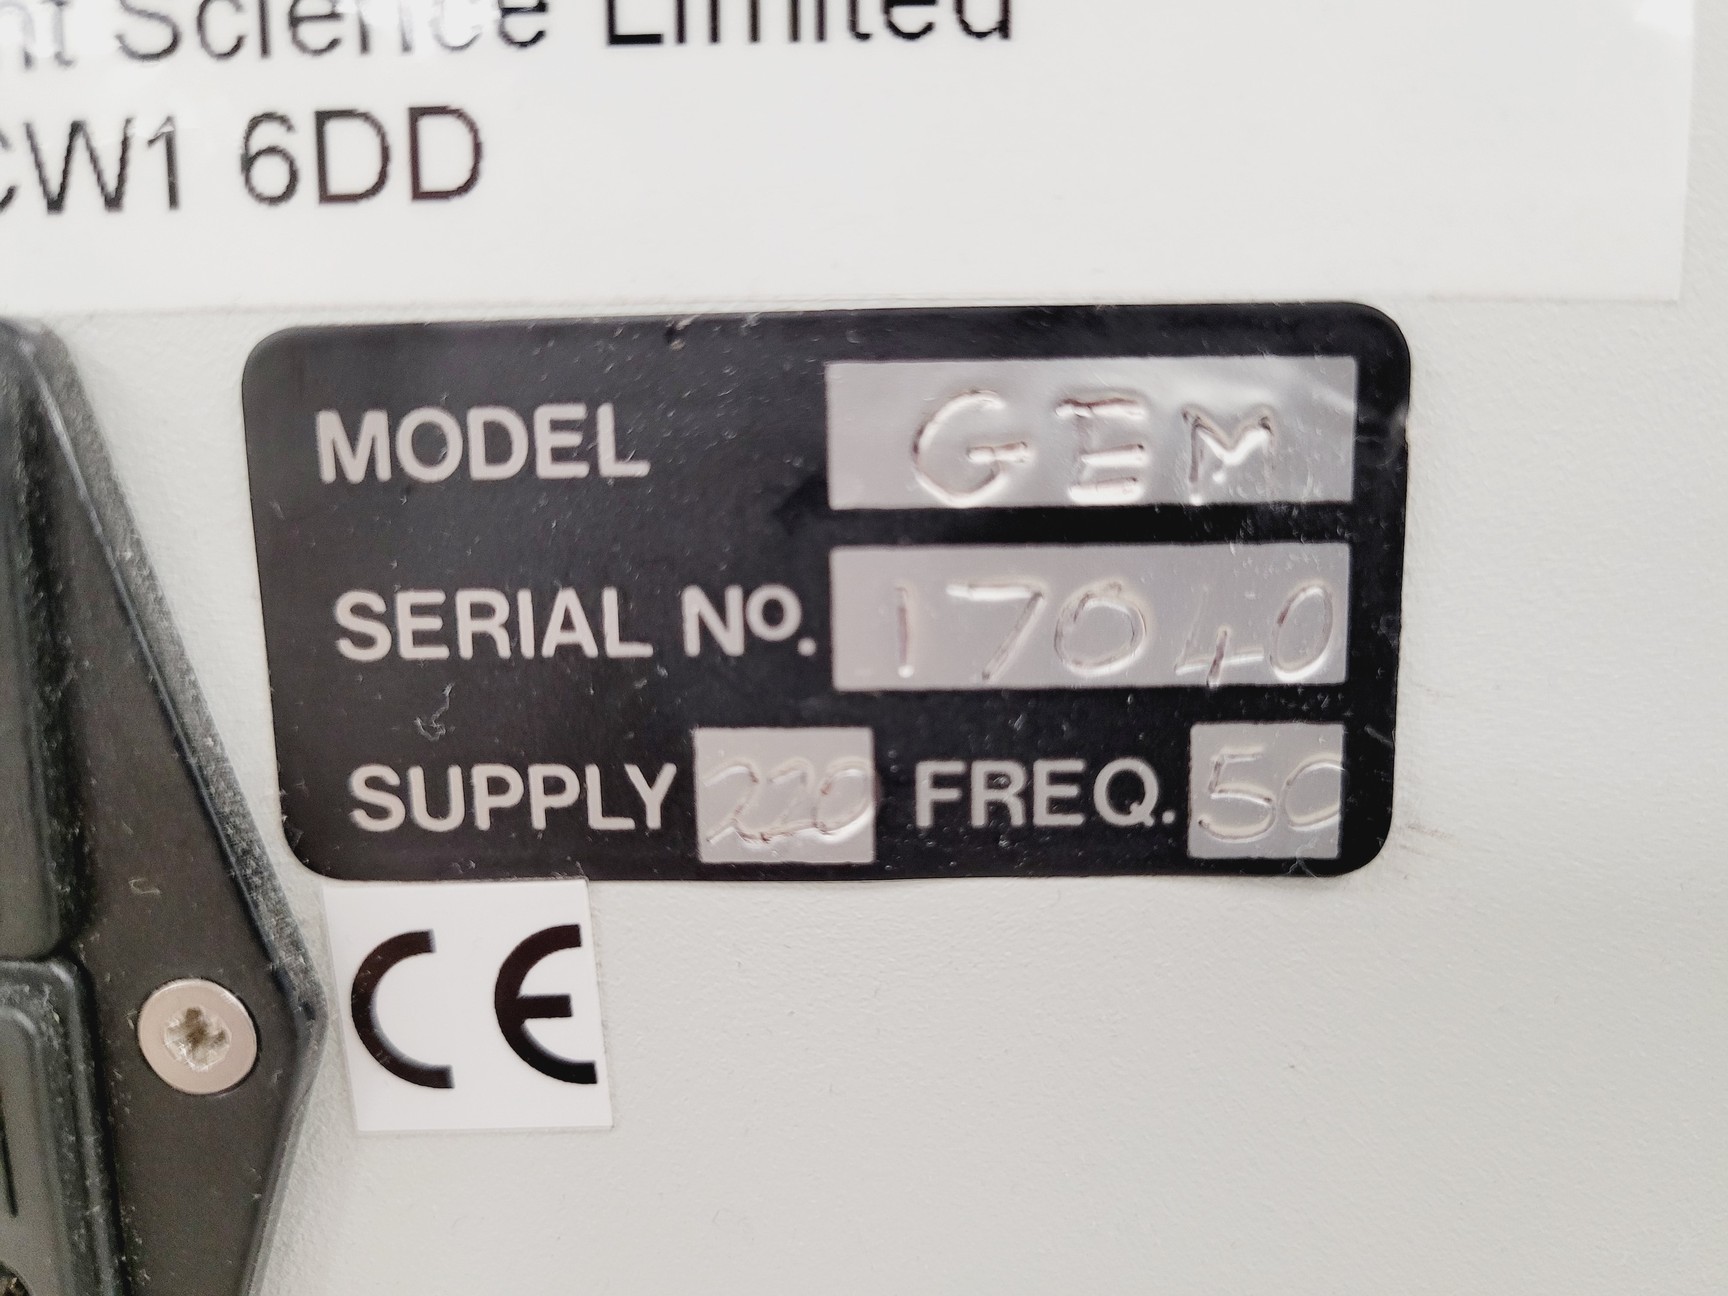 Science Limited
CW1 6DD
MODEL GEM
SERIAL No. 17040
SUPPLY 220 FREQ. 50
CE